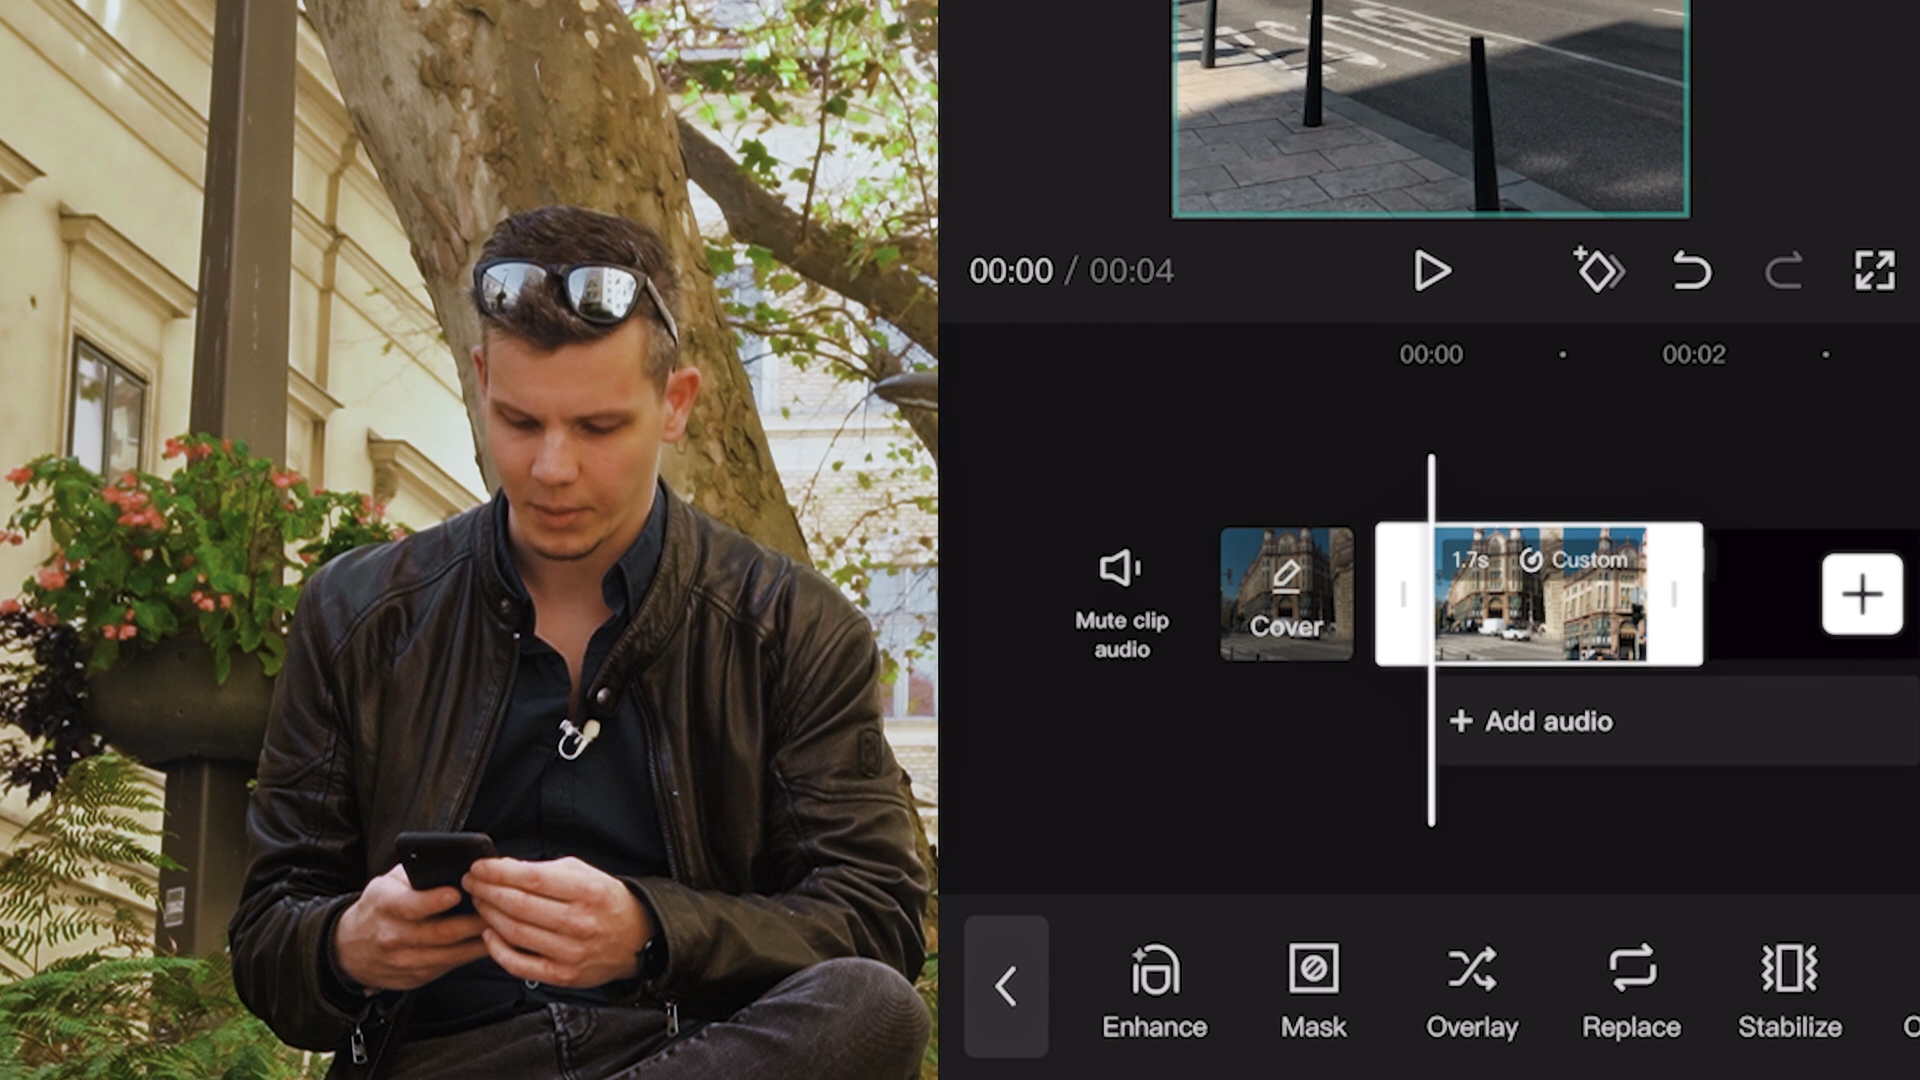 00:00 / 00:04
00:00
00:02
1.7s
Custom
Cover
Mute clip
audio
+ Add audio
Enhance
Mask
Overlay
Replace
Stabilize